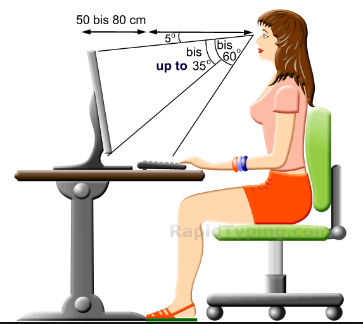 50 bis 80 cm
5°
bis
bis
60°
up to 35°
RapidTyping.com